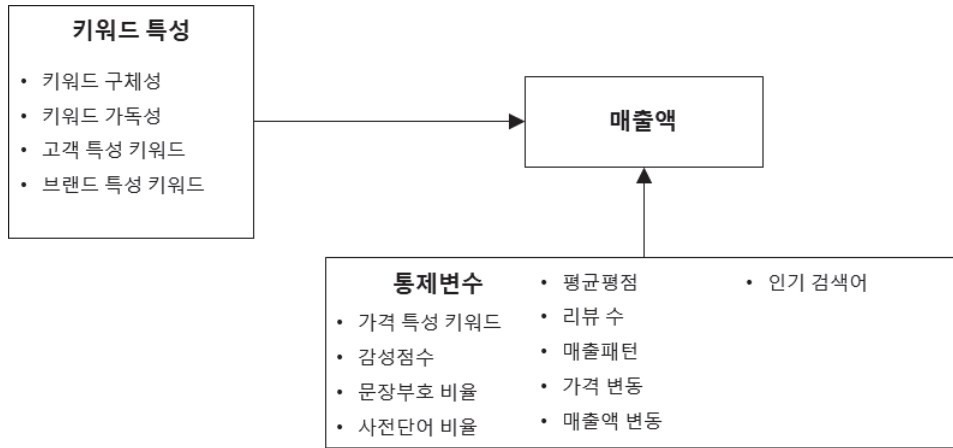 키워드 특성
• 키워드 구체성
• 키워드 가독성
• 고객 특성 키워드
• 브랜드 특성 키워드
매출액
통제변수
• 가격 특성 키워드
• 감성점수
• 문장부호 비율
• 사전단어 비율
• 평균평점
• 리뷰 수
• 매출패턴
• 가격 변동
• 매출액 변동
• 인기 검색어